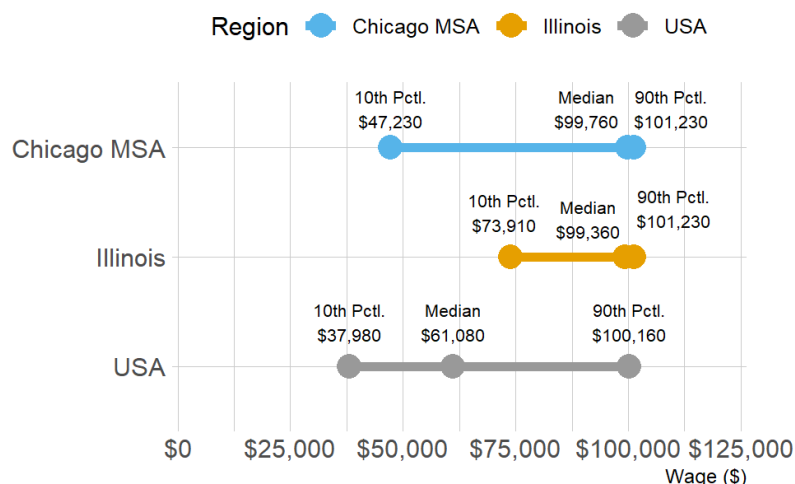 Region Chicago MSA Illinois USA
10th Pctl. Median 90th Pctl.
$47,230 $99,760 $101,230
Chicago MSA
10th Pctl. Median 90th Pctl.
$73,910 $99,360 $101,230
Illinois
10th Pctl. Median 90th Pctl.
$37,980 $61,080 $100,160
USA
$0 $25,000 $50,000 $75,000 $100,000 $125,000
Wage ($)